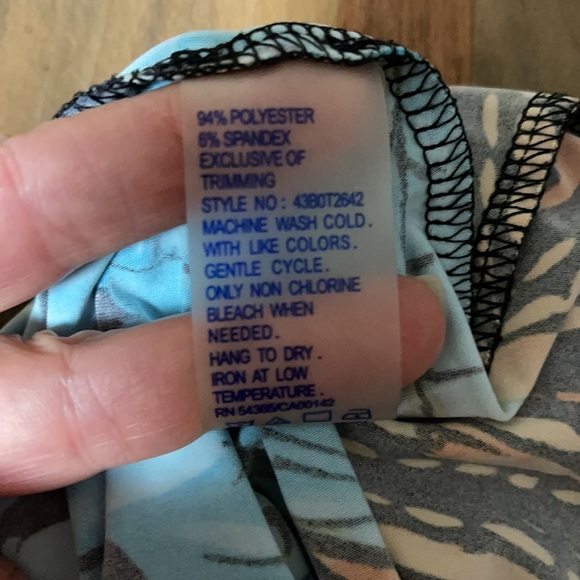 94% POLYESTER
6% SPANDEX
EXCLUSIVE OF
TRIMMING
STYLE NO : 43B0T2642
MACHINE WASH COLD .
WITH LIKE COLORS .
GENTLE CYCLE .
ONLY NON CHLORINE
BLEACH WHEN
NEEDED .
HANG TO DRY .
IRON AT LOW
TEMPERATURE .
RN 54385/CA00142